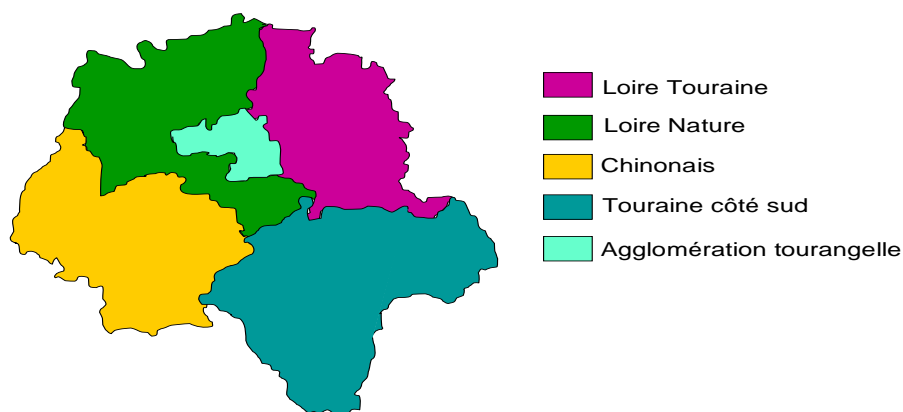 Loire Touraine
Loire Nature
Chinonais
Touraine côté sud
Agglomération tourangelle